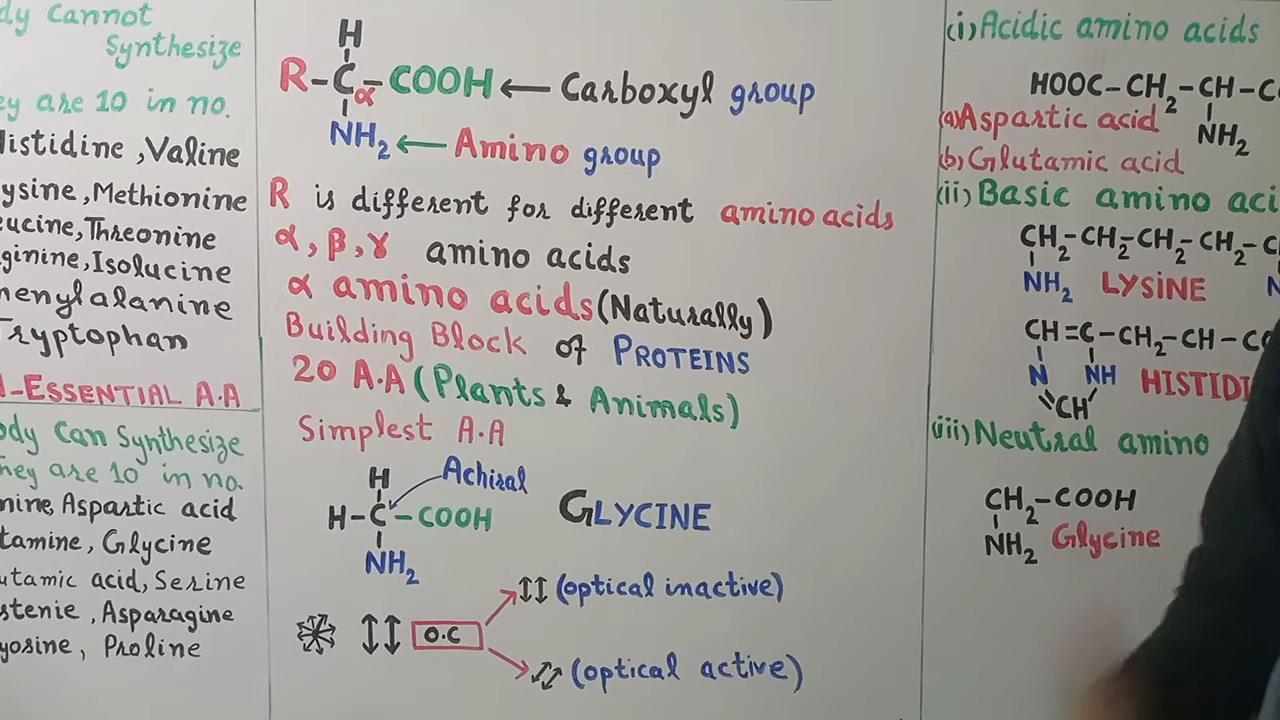 dy Cannot
Synthesize
ey are 10 in no.
istidine, Valine
ysine, Methionine
eucine, Threonine
ginine, Isolucine
henylalanine
Tryptophan
-ESSENTIAL A.A
ody Can Synthesize
hey are 10 in no.
nine, Aspartic acid
tamine, Glycine
utamic acid, Serine
stenie, Asparagine
yosine, Proline
H
R-C-COOH ← Carboxyl group
α
NH₂ ← Amino group
R is different for different amino acids
α, β, γ amino acids
α amino acids (Naturally)
Building Block of PROTEINS
20 A.A (Plants & Animals)
Simplest A.A
H Achiral
H-C-COOH GLYCINE
NH₂
↕↕ (optical inactive)
↕↕ O.C
(optical active)
(i) Acidic amino acids
HOOC-CH₂-CH-C
NH₂
(a) Aspartic acid
(b) Glutamic acid
(ii) Basic amino aci
CH₂-CH₂-CH₂-CH₂-C
NH₂ LYSINE N
CH=C-CH₂-CH-CO
N NH HISTIDI
CH
(iii) Neutral amino
CH₂-COOH
NH₂ Glycine